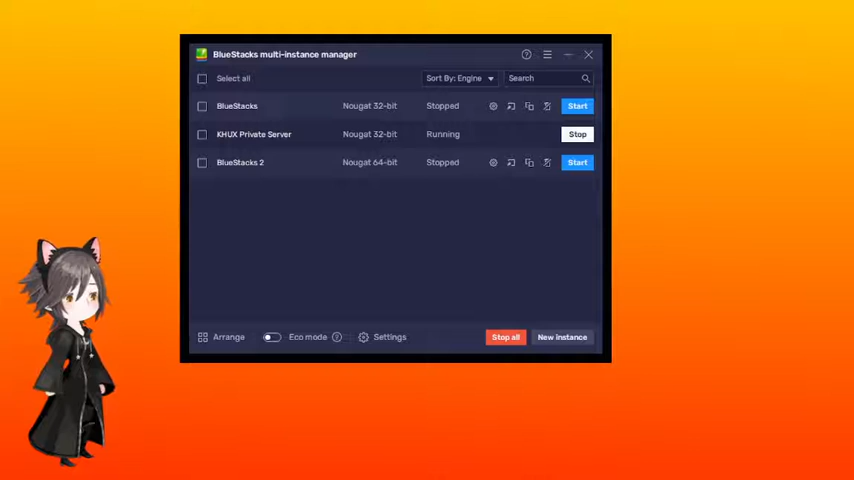 BlueStacks multi-instance manager
Select all Sort By: Engine Search
BlueStacks Nougat 32-bit Stopped Start
KHUX Private Server Nougat 32-bit Running Stop
BlueStacks 2 Nougat 64-bit Stopped Start
Arrange Eco mode ? Settings Stop all New instance